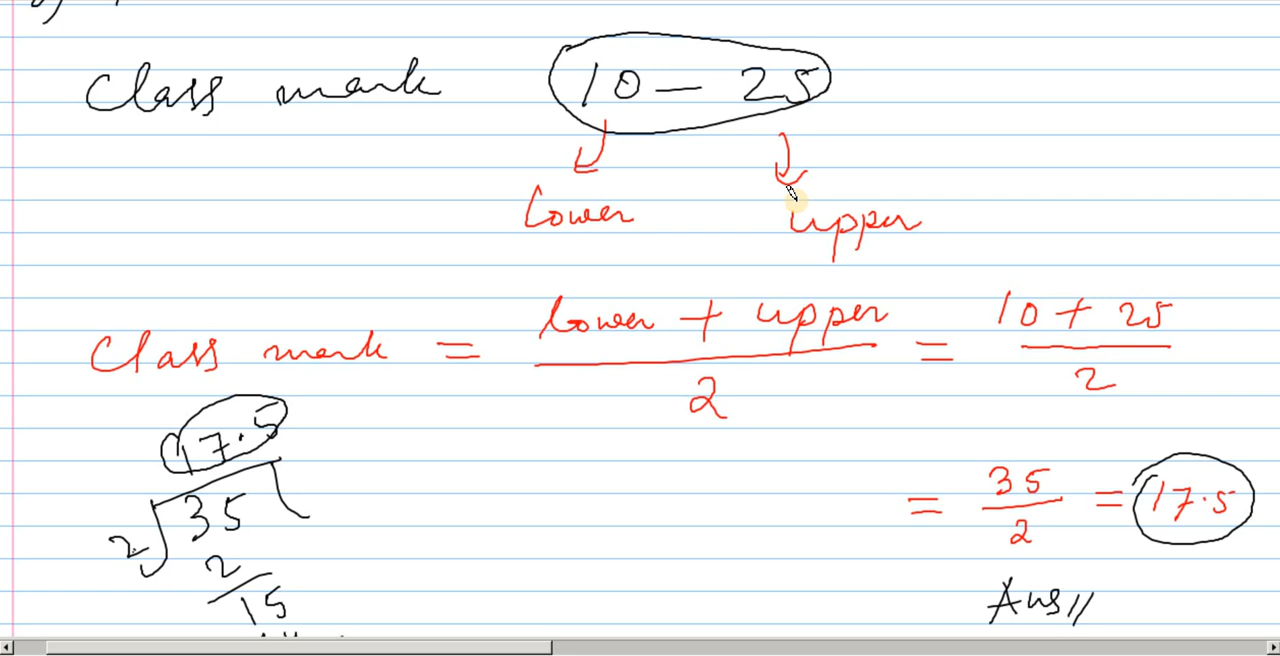 Class mark 10 - 25
Lower upper
Class mark = lower + upper / 2 = 10 + 25 / 2
17.5
2 35
= 35 / 2 = 17.5
2
15
Ans //